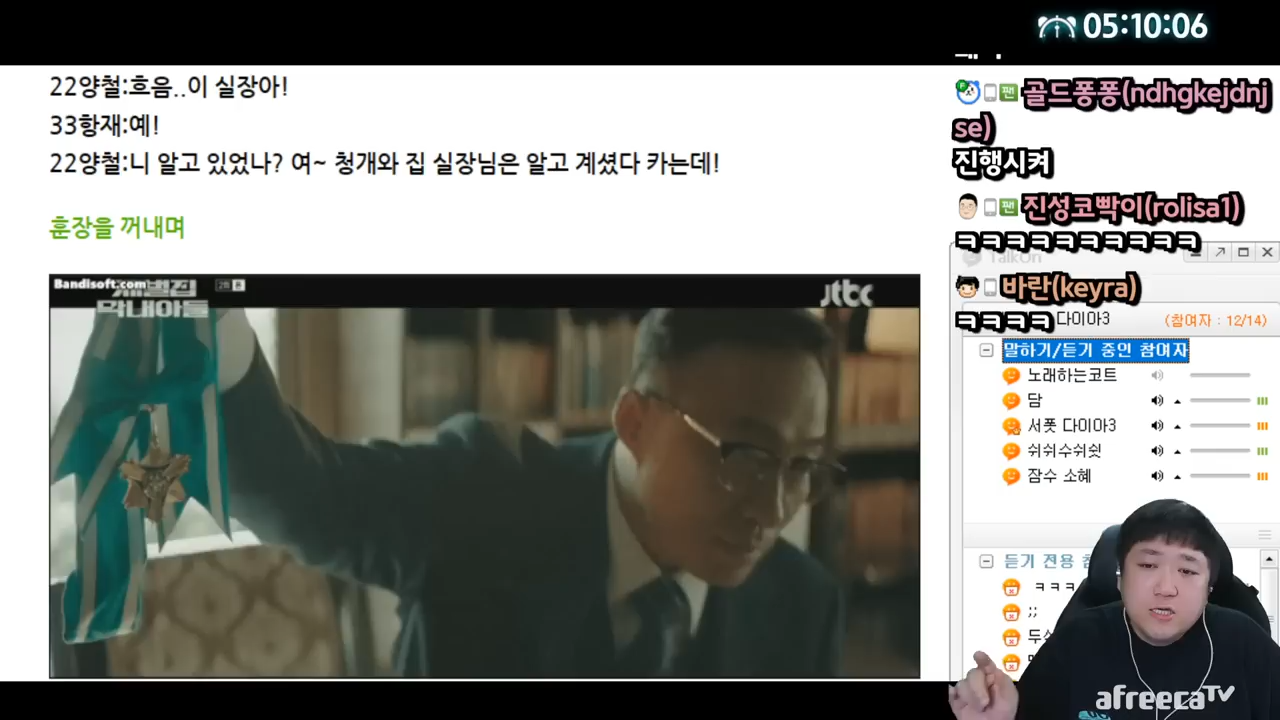 05:10:06
22양철:흐음..이 실장아!
33항재:예!
22양철:니 알고 있었나? 여~ 청개와 집 실장님은 알고 계셨다 카는데!
훈장을 꺼내며
Bandisoft.com
재벌집
막내아들
jtbc
팬 골드퐁퐁(ndhgkejdnj
se)
진행시켜
팬 진성코빡이(rolisa1)
ㅋㅋㅋㅋㅋㅋㅋㅋㅋㅋ
TalkOn
바란(keyra)
ㅋㅋㅋㅋ
다이아3
(참여자 : 12/14)
말하기/듣기 중인 참여자
노래하는코트
담
서폿 다이아3
쉬쉬수쉬쉿
잠수 소혜
듣기 전용
ㅋㅋㅋ
;;
afreecaTV